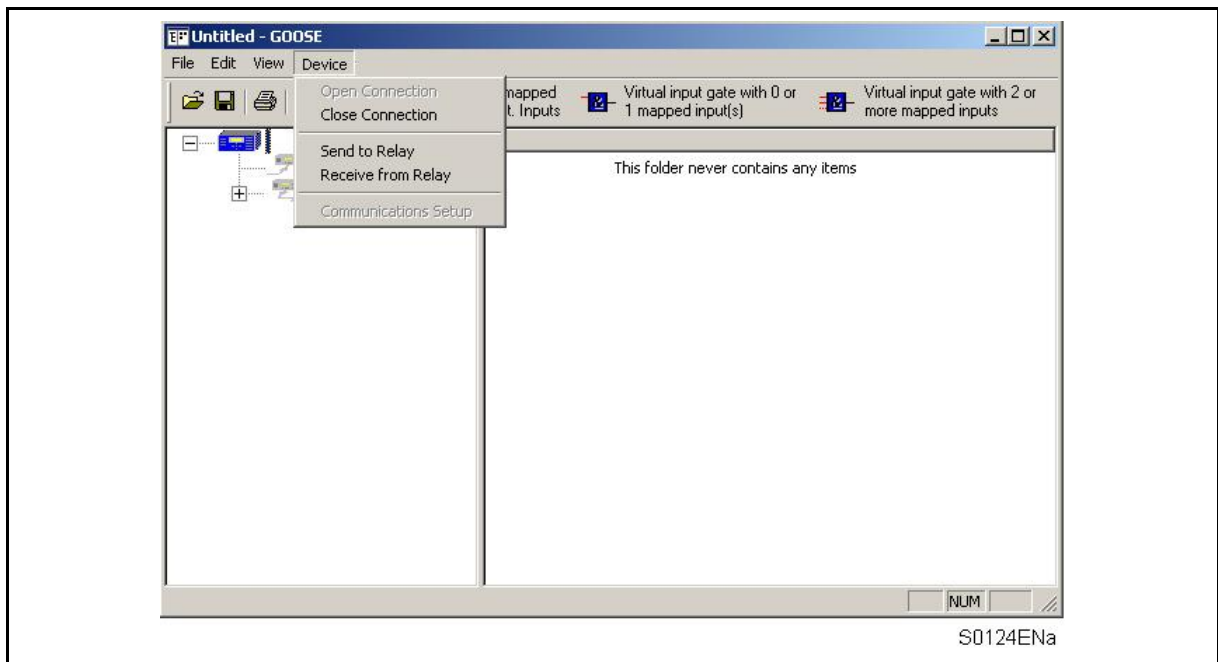 Untitled - GOOSE
File Edit View Device
Open Connection
Close Connection
Send to Relay
Receive from Relay
Communications Setup
mapped
t. Inputs
Virtual input gate with 0 or
1 mapped input(s)
Virtual input gate with 2 or
more mapped inputs
This folder never contains any items
NUM
S0124ENa